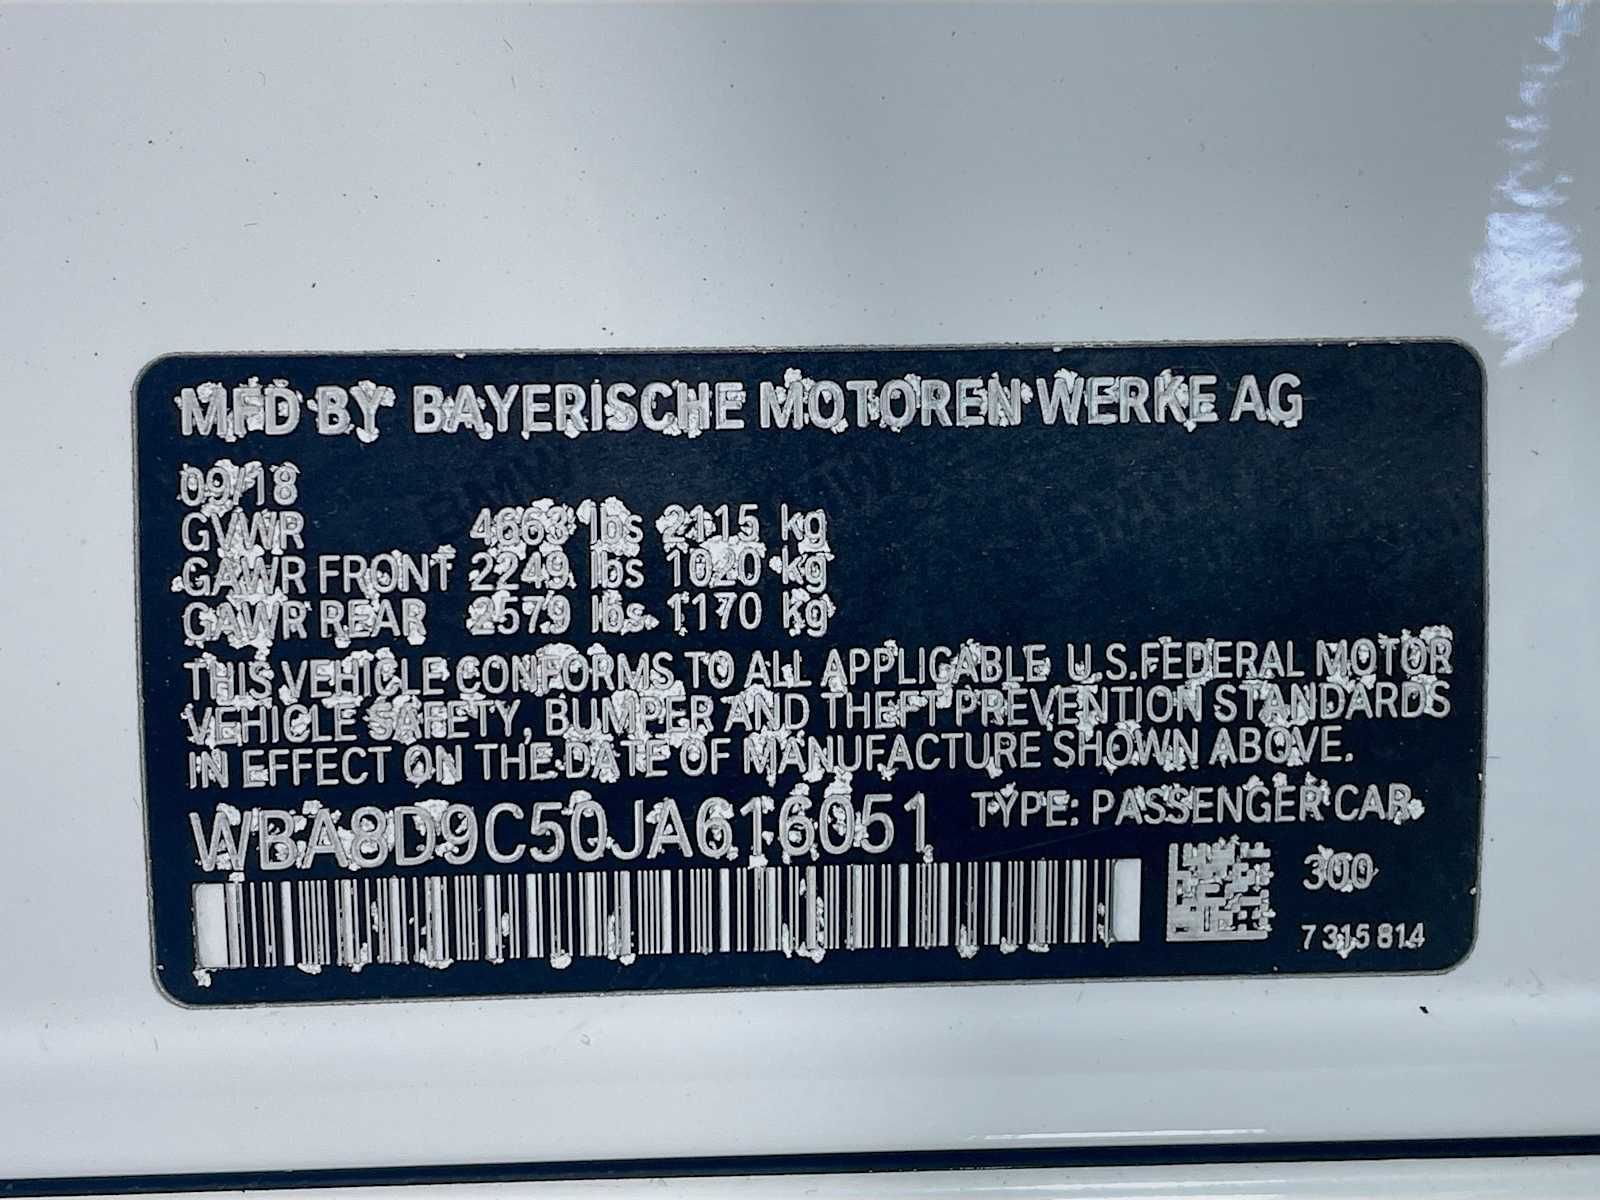 MFD BY BAYERISCHE MOTOREN WERKE AG
09/18
GVWR 4663 lbs 2115 kg
GAWR FRONT 2249 lbs 1020 kg
GAWR REAR 2579 lbs 1170 kg
THIS VEHICLE CONFORMS TO ALL APPLICABLE U.S.FEDERAL MOTOR
VEHICLE SAFETY, BUMPER AND THEFT PREVENTION STANDARDS
IN EFFECT ON THE DATE OF MANUFACTURE SHOWN ABOVE.
WBA8D9C50JA616051 TYPE: PASSENGER CAR
300
7 315 814